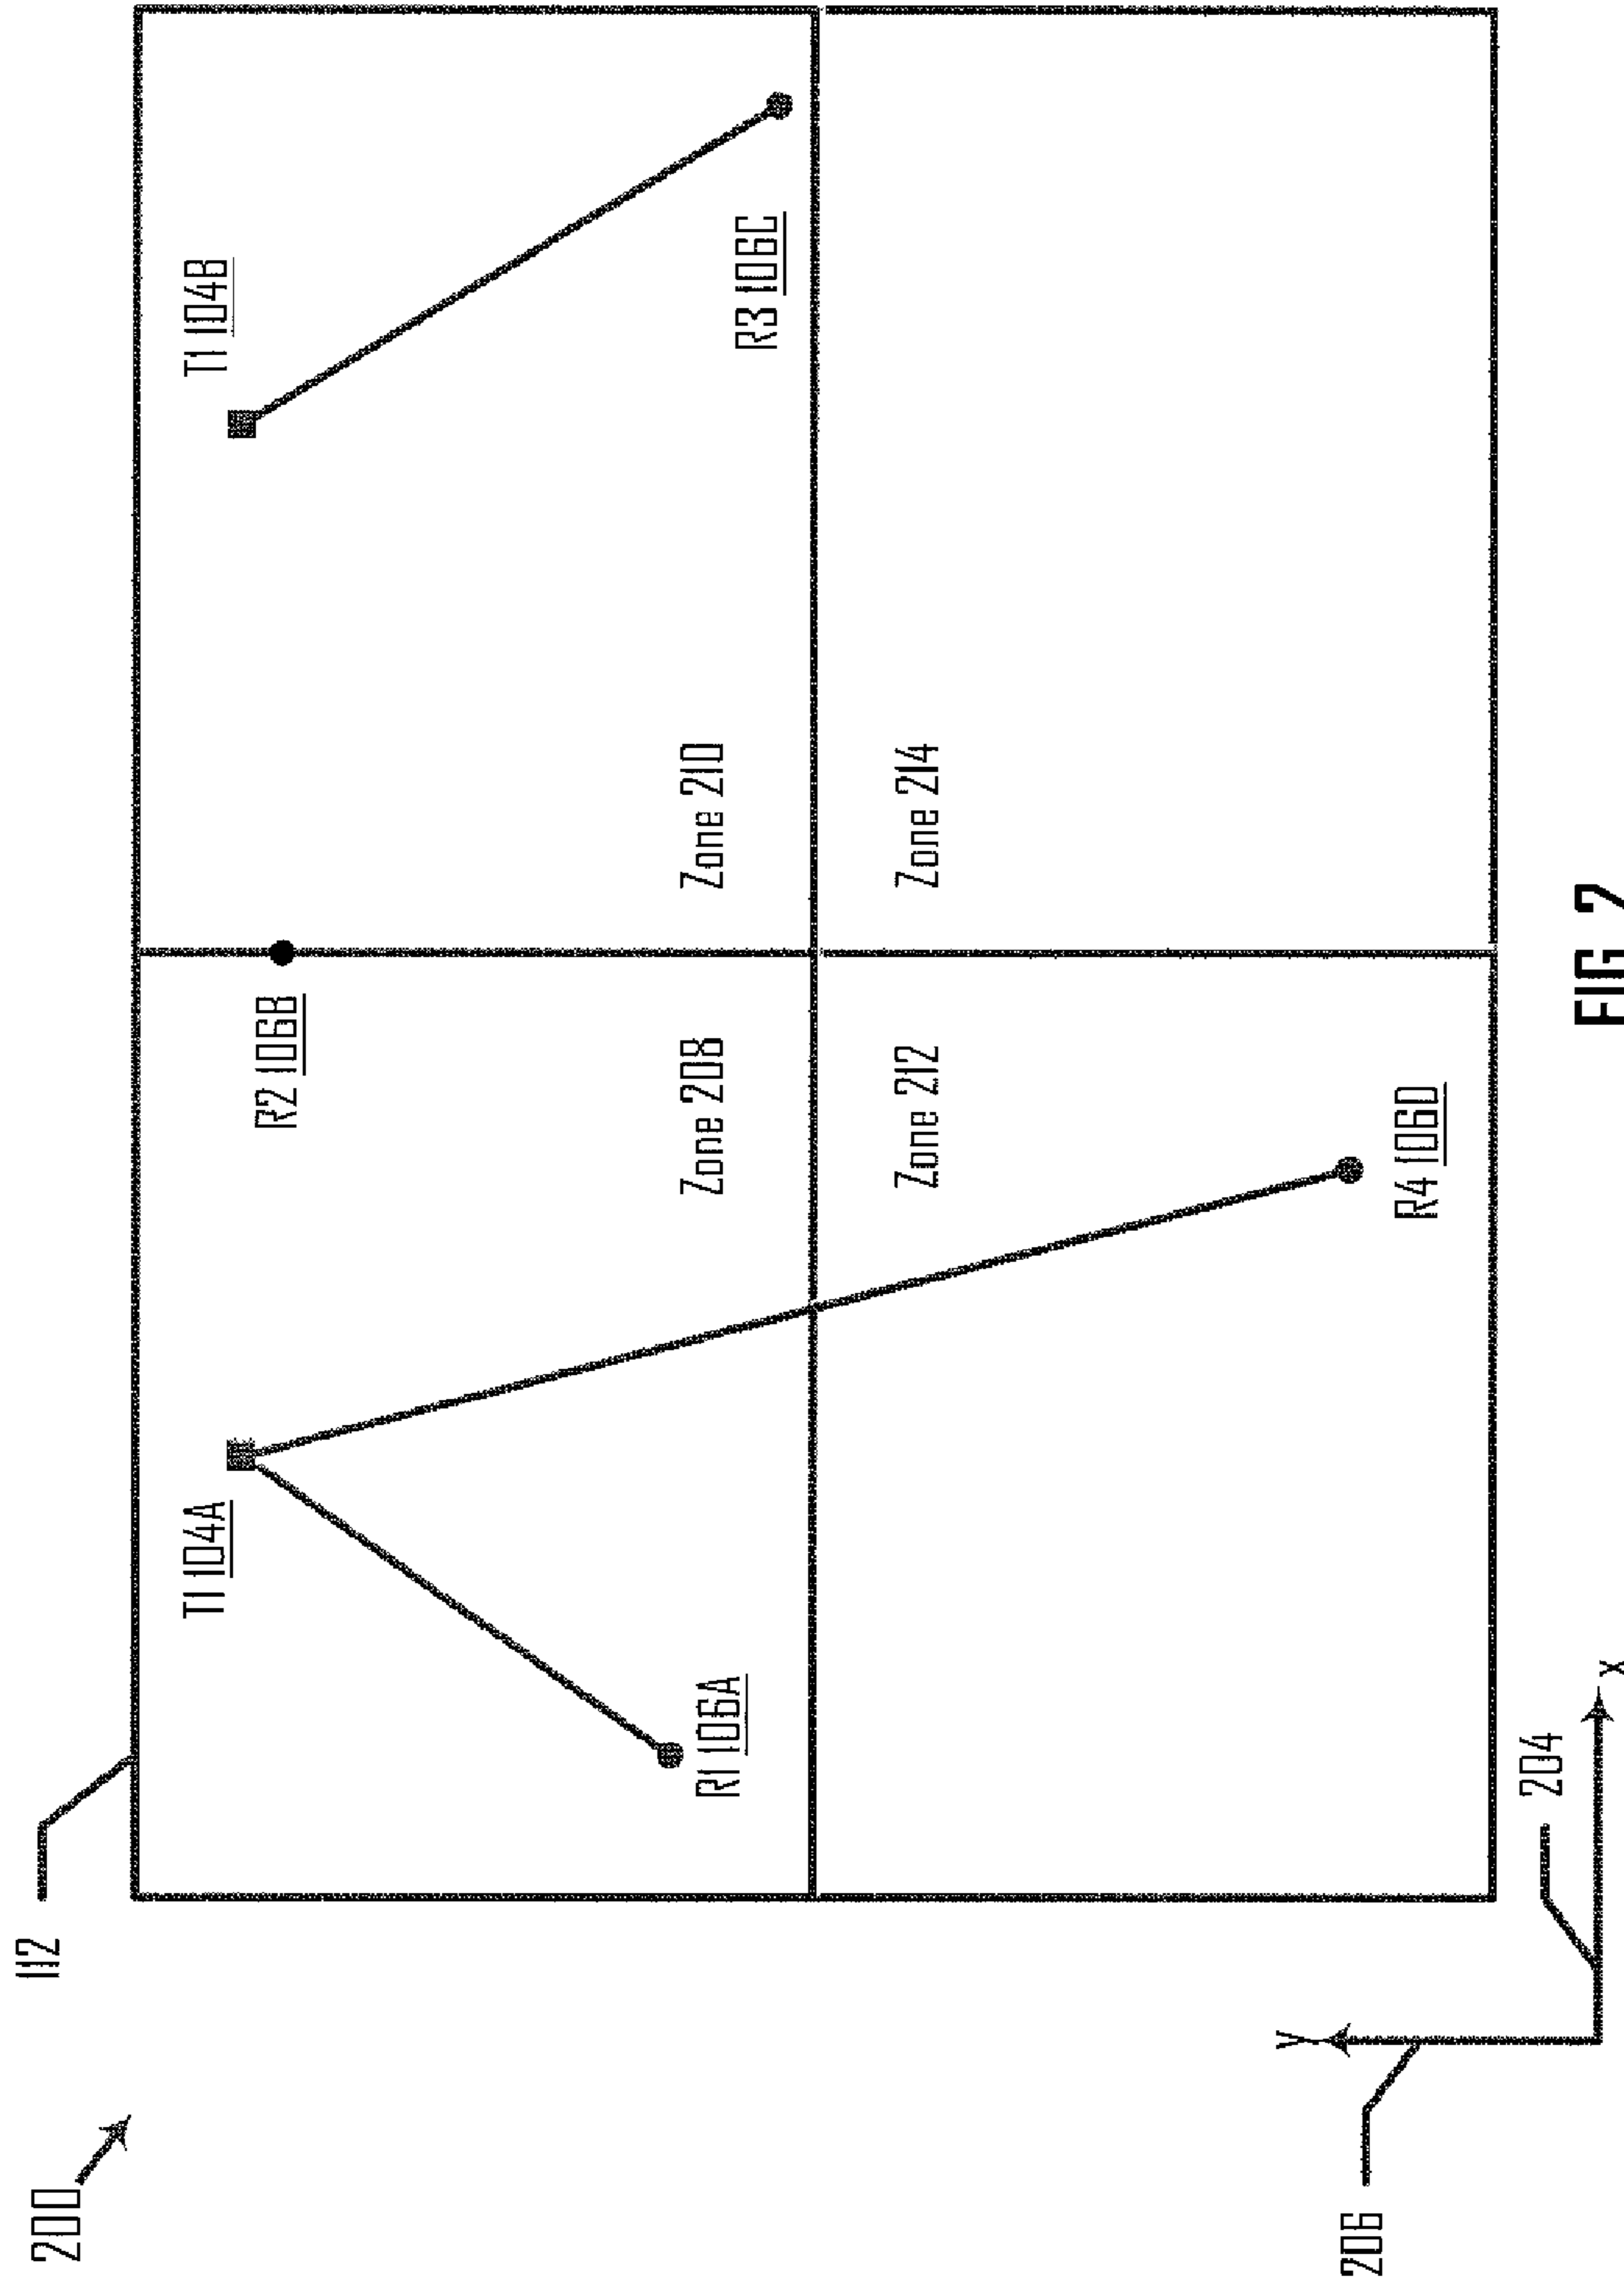 200
112
T1 104A
T1 104B
R2 106B
Zone 208
Zone 210
R1 106A
R3 106C
Zone 212
Zone 214
Y
206
R4 106D
204
X
FIG. 2